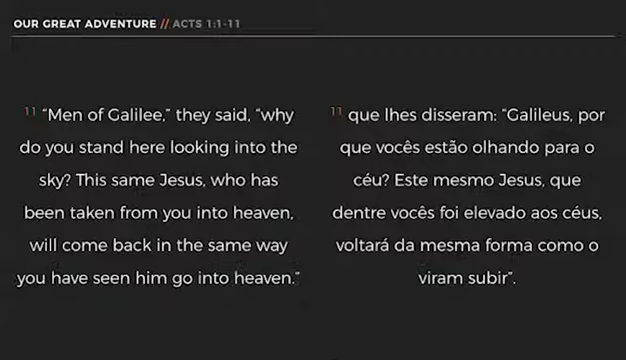 OUR GREAT ADVENTURE // ACTS 1:1-11
11 “Men of Galilee,” they said, “why
do you stand here looking into the
sky? This same Jesus, who has
been taken from you into heaven,
will come back in the same way
you have seen him go into heaven.”
11 que lhes disseram: “Galileus, por
que vocês estão olhando para o
céu? Este mesmo Jesus, que
dentre vocês foi elevado aos céus,
voltará da mesma forma como o
viram subir”.